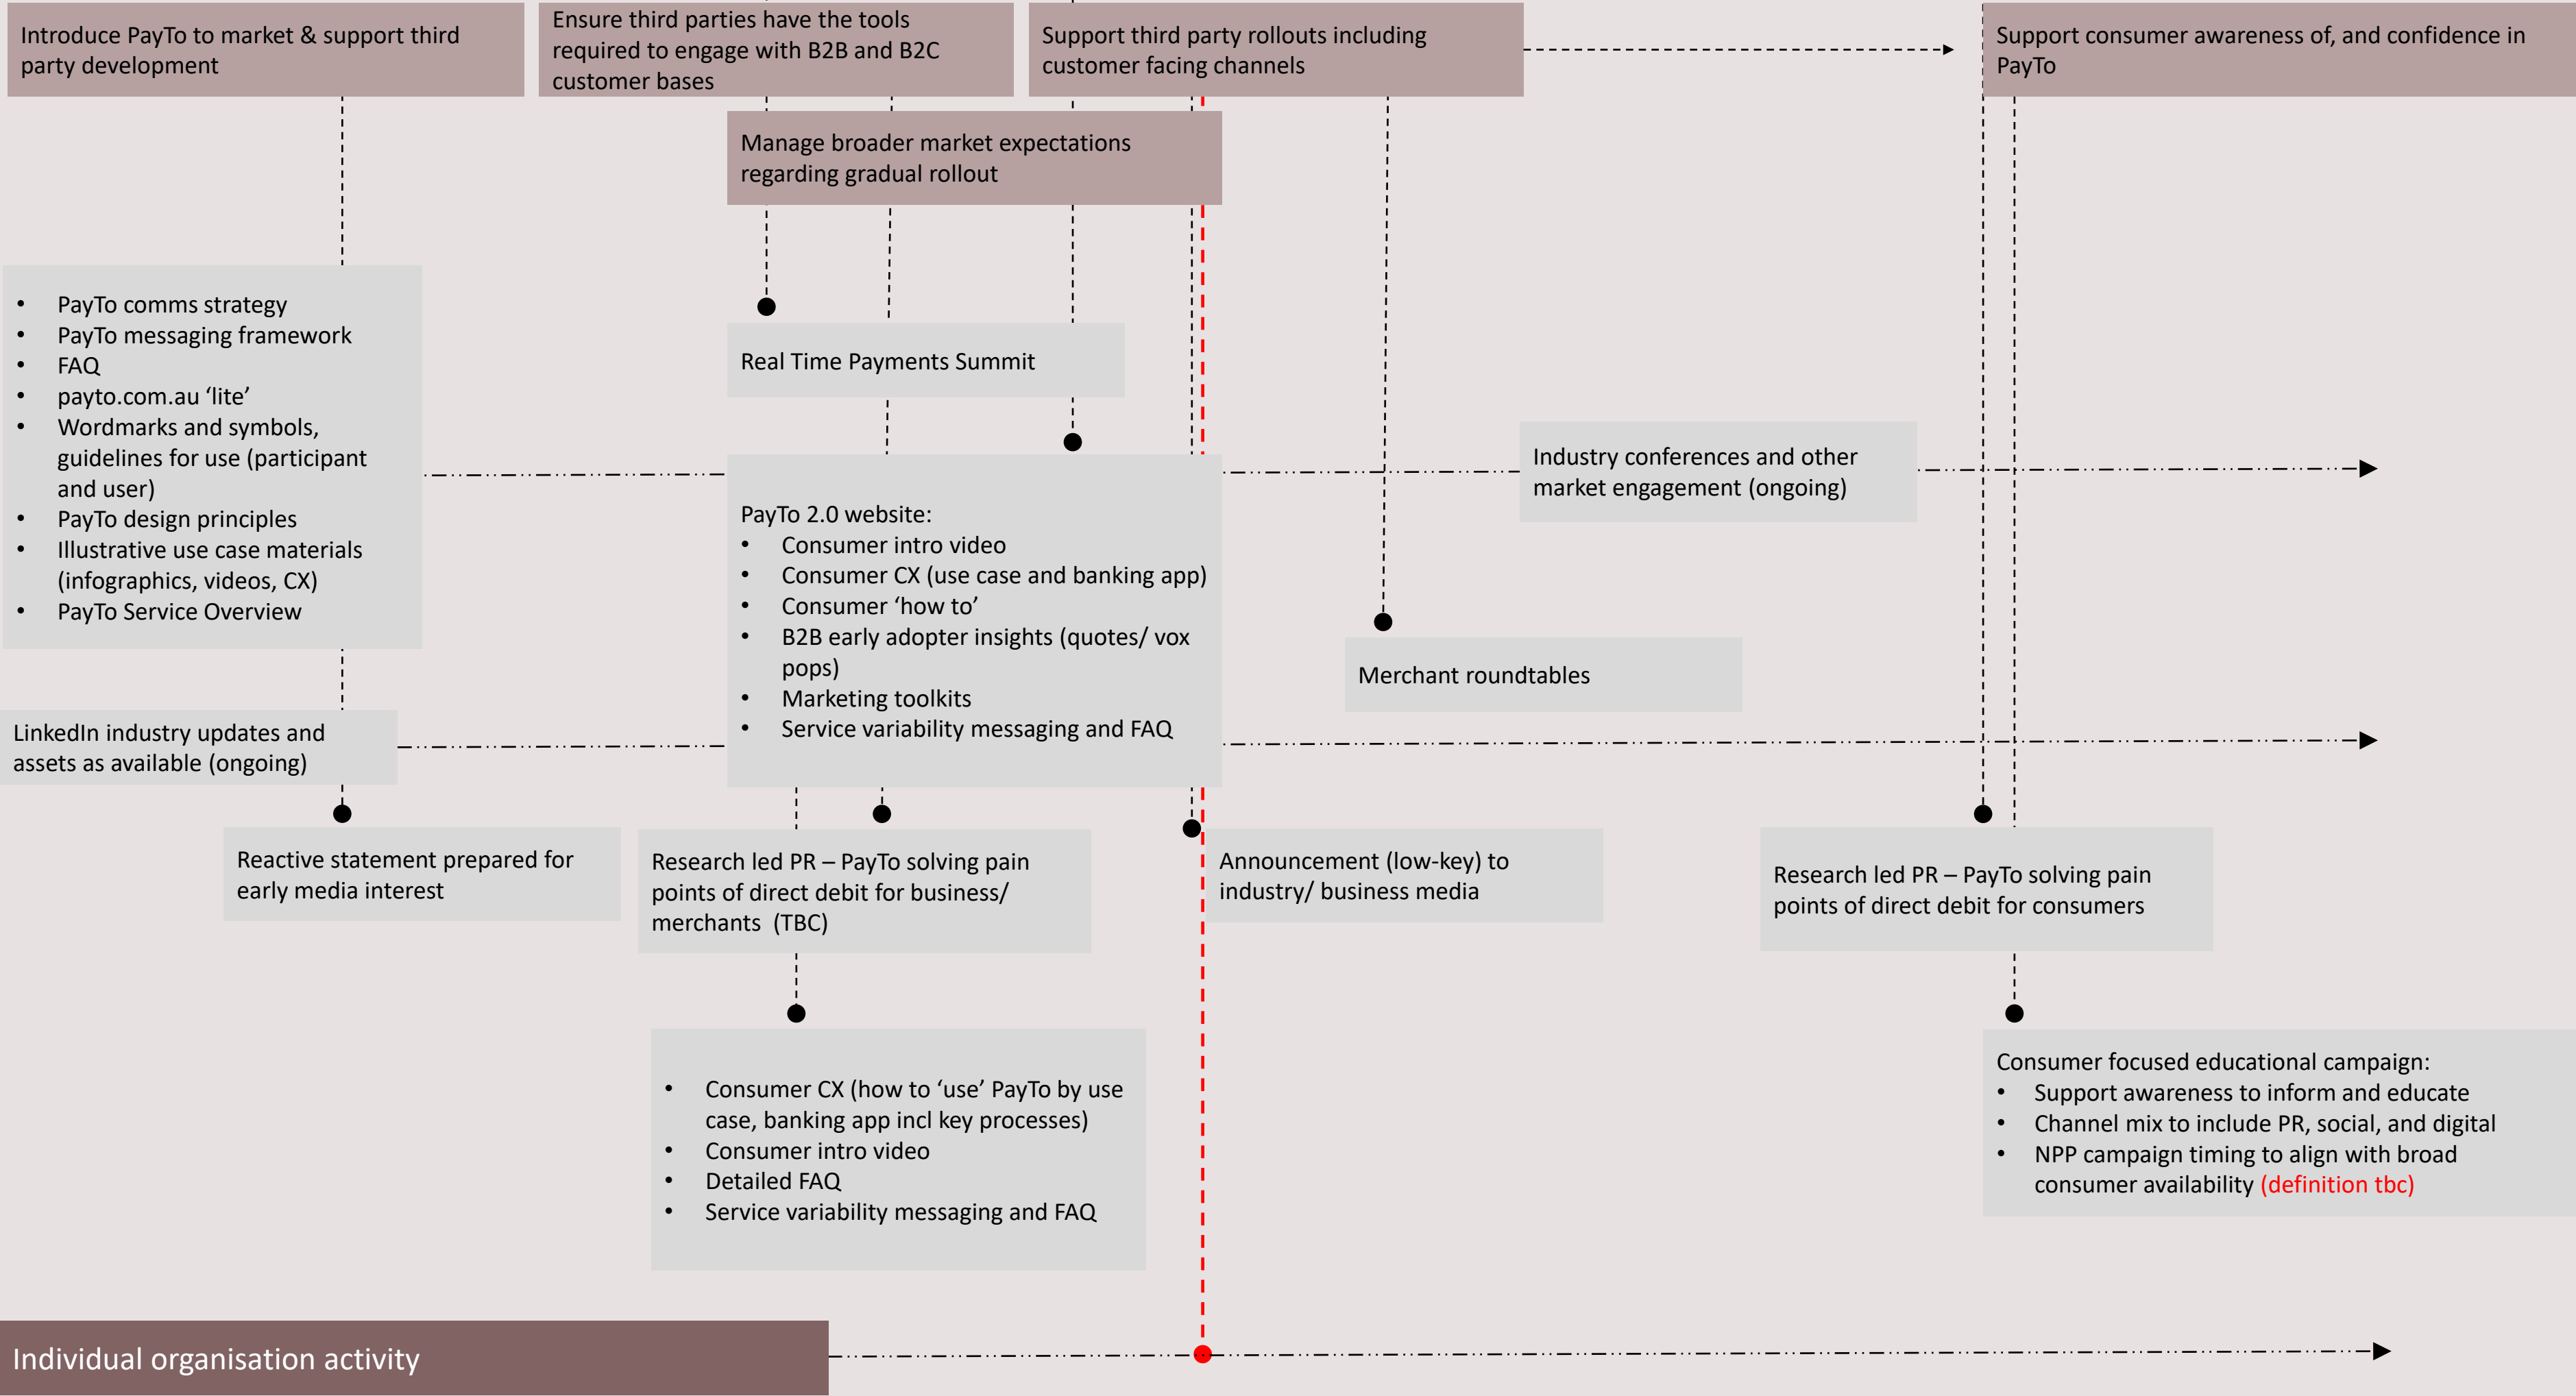 Introduce PayTo to market & support third
party development
Ensure third parties have the tools
required to engage with B2B and B2C
customer bases
Support third party rollouts including
customer facing channels
Support consumer awareness of, and confidence in
PayTo
Manage broader market expectations
regarding gradual rollout
• PayTo comms strategy
• PayTo messaging framework
• FAQ
• payto.com.au ‘lite’
• Wordmarks and symbols,
guidelines for use (participant
and user)
• PayTo design principles
• Illustrative use case materials
(infographics, videos, CX)
• PayTo Service Overview
Real Time Payments Summit
Industry conferences and other
market engagement (ongoing)
PayTo 2.0 website:
• Consumer intro video
• Consumer CX (use case and banking app)
• Consumer ‘how to’
• B2B early adopter insights (quotes/ vox
pops)
• Marketing toolkits
• Service variability messaging and FAQ
Merchant roundtables
LinkedIn industry updates and
assets as available (ongoing)
Reactive statement prepared for
early media interest
Research led PR – PayTo solving pain
points of direct debit for business/
merchants (TBC)
Announcement (low-key) to
industry/ business media
Research led PR – PayTo solving pain
points of direct debit for consumers
• Consumer CX (how to ‘use’ PayTo by use
case, banking app incl key processes)
• Consumer intro video
• Detailed FAQ
• Service variability messaging and FAQ
Consumer focused educational campaign:
• Support awareness to inform and educate
• Channel mix to include PR, social, and digital
• NPP campaign timing to align with broad
consumer availability (definition tbc)
Individual organisation activity